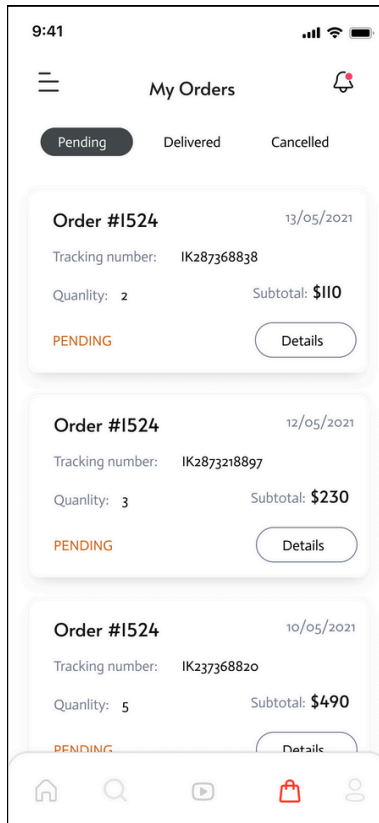 9:41
My Orders
Pending Delivered Cancelled
Order #1524 13/05/2021
Tracking number: IK287368838
Quanlity: 2 Subtotal: $110
PENDING Details
Order #1524 12/05/2021
Tracking number: IK2873218897
Quanlity: 3 Subtotal: $230
PENDING Details
Order #1524 10/05/2021
Tracking number: IK237368820
Quanlity: 5 Subtotal: $490
PENDING Details